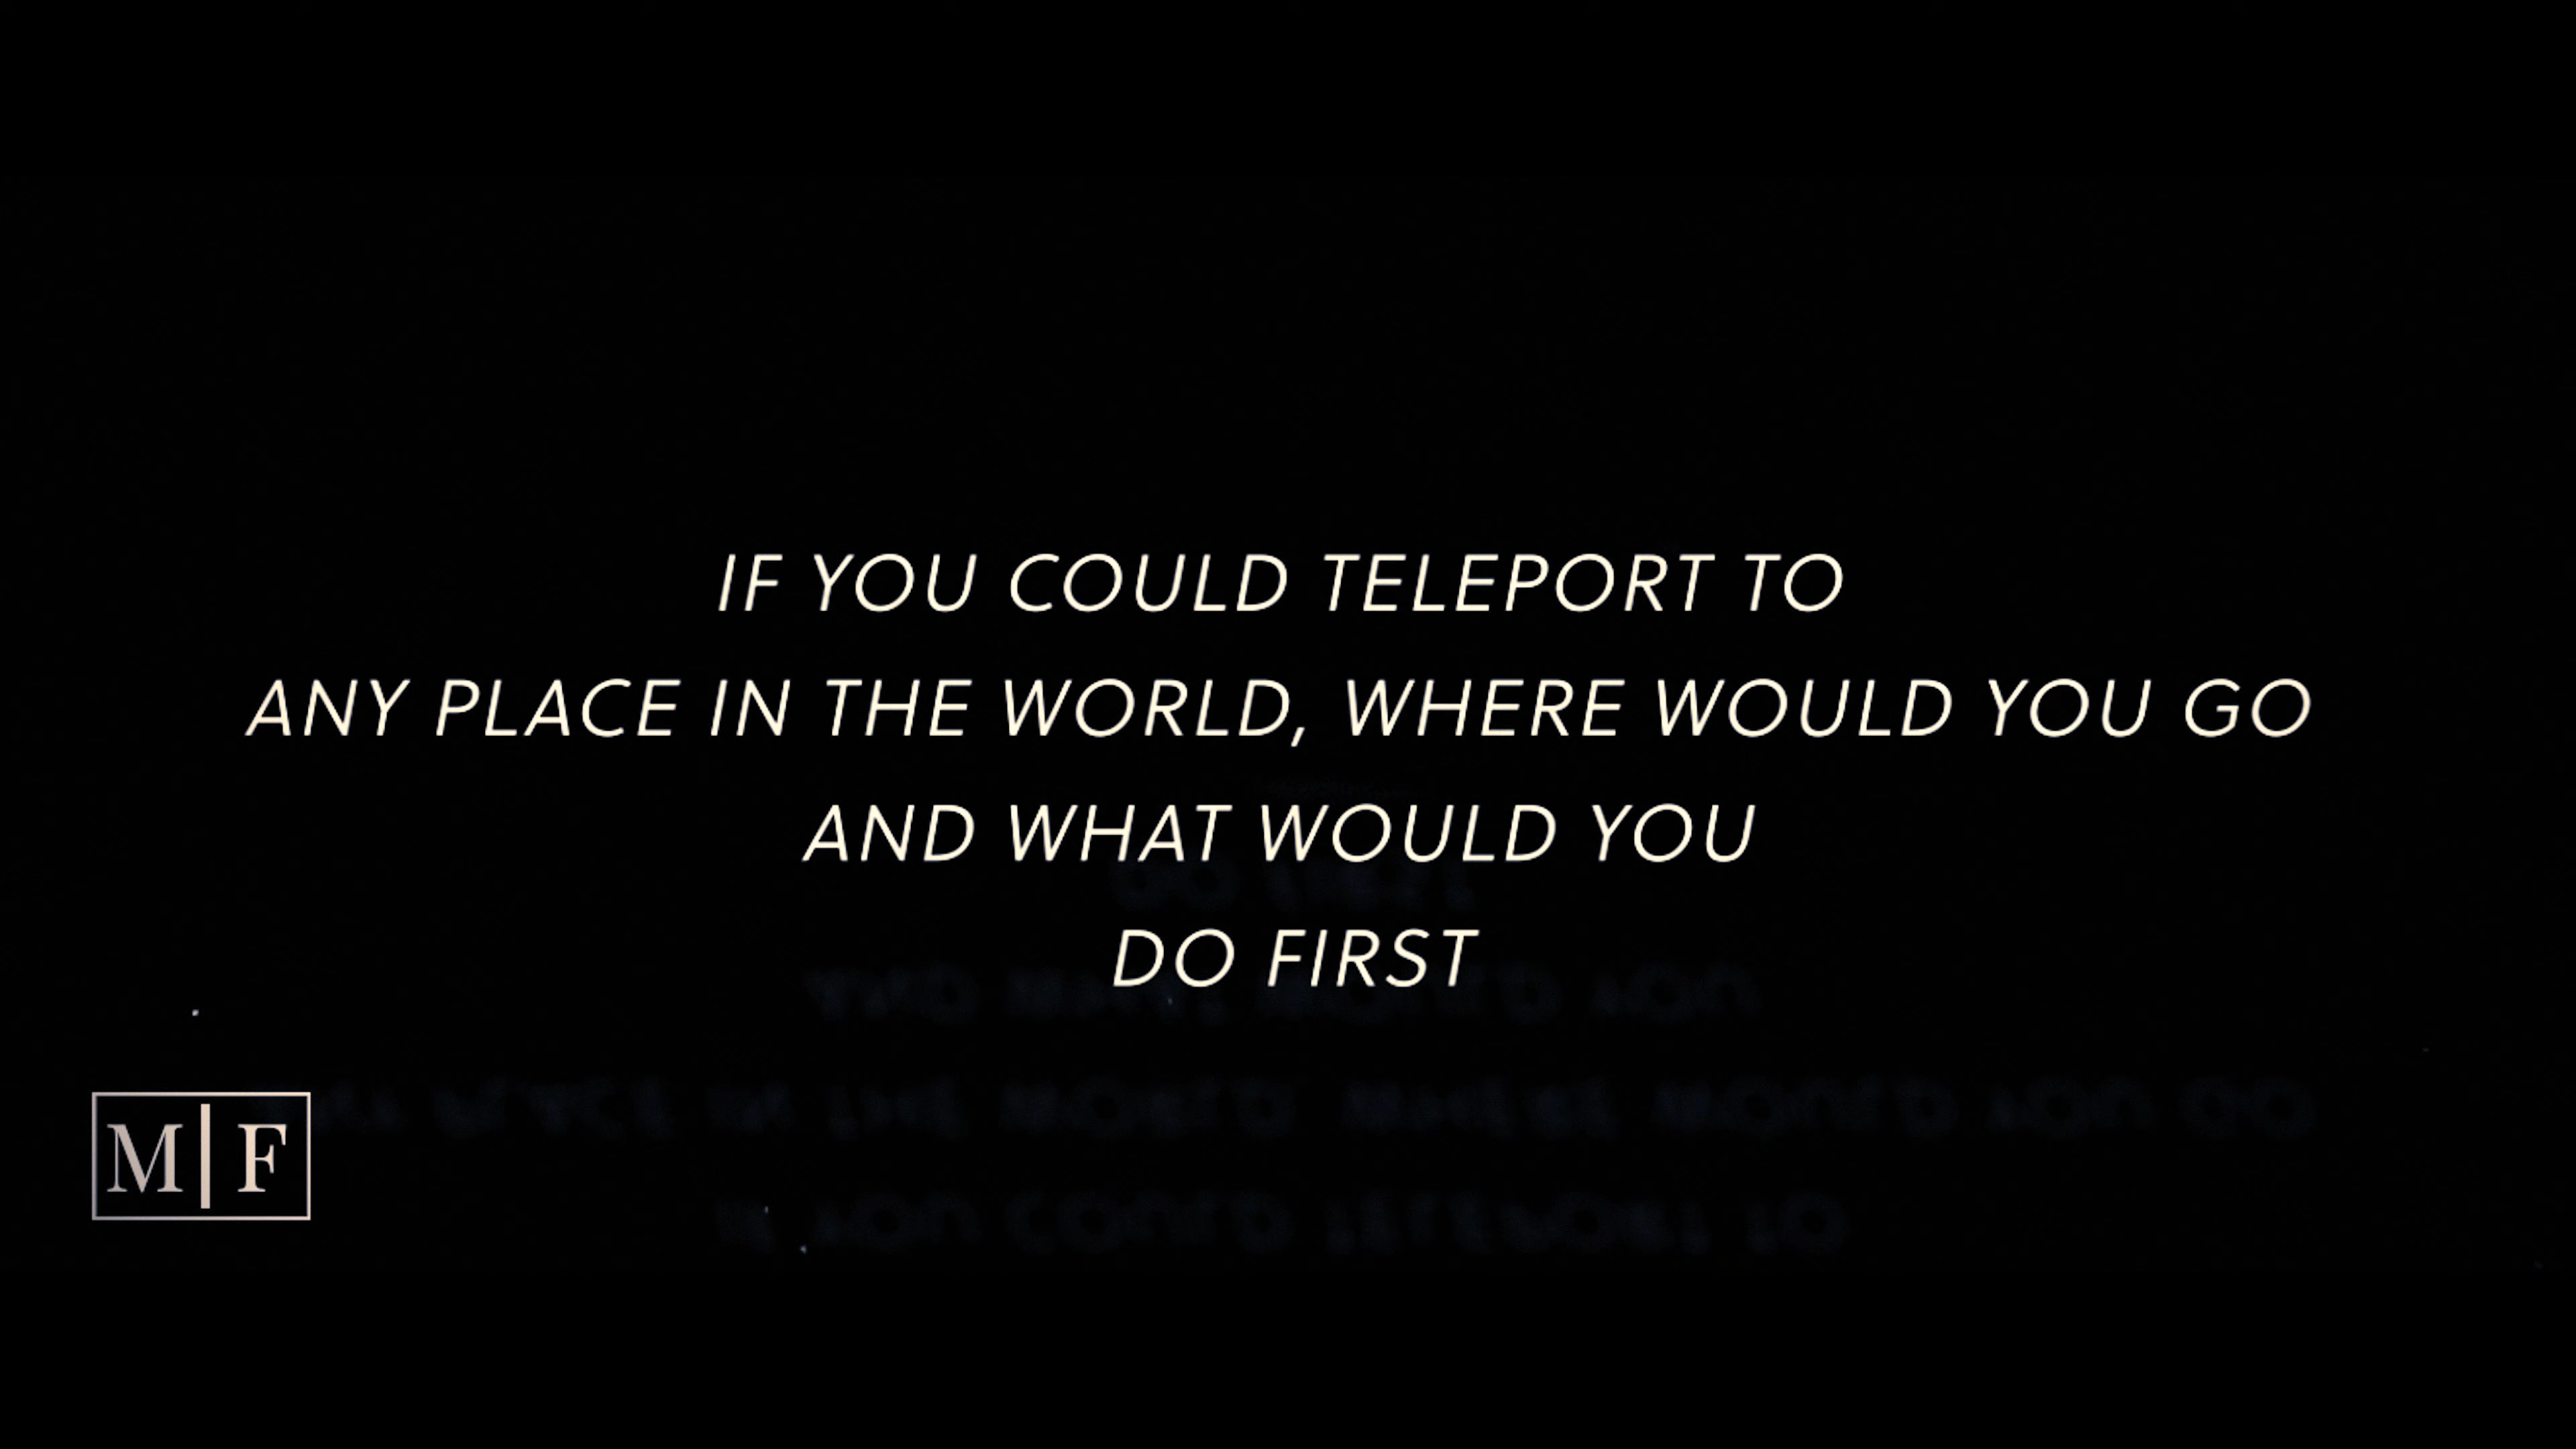 IF YOU COULD TELEPORT TO
ANY PLACE IN THE WORLD, WHERE WOULD YOU GO
AND WHAT WOULD YOU
DO FIRST
M|F